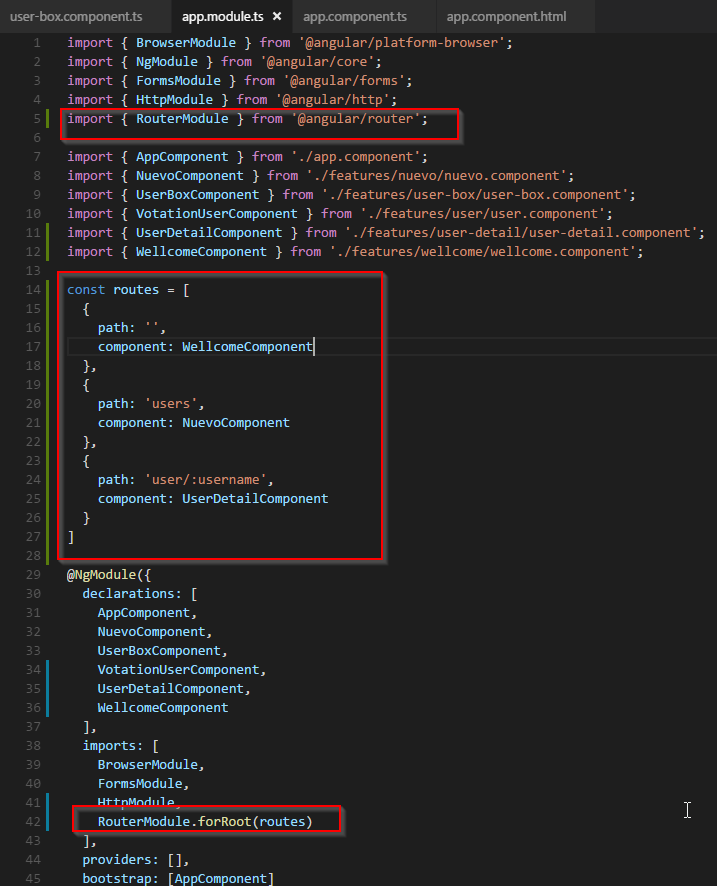 user-box.component.ts app.module.ts × app.component.ts app.component.html
1 import { BrowserModule } from '@angular/platform-browser';
2 import { NgModule } from '@angular/core';
3 import { FormsModule } from '@angular/forms';
4 import { HttpModule } from '@angular/http';
5 import { RouterModule } from '@angular/router';
6
7 import { AppComponent } from './app.component';
8 import { NuevoComponent } from './features/nuevo/nuevo.component';
9 import { UserBoxComponent } from './features/user-box/user-box.component';
10 import { VotationUserComponent } from './features/user/user.component';
11 import { UserDetailComponent } from './features/user-detail/user-detail.component';
12 import { WellcomeComponent } from './features/wellcome/wellcome.component';
13
14 const routes = [
15 {
16 path: '',
17 component: WellcomeComponent
18 },
19 {
20 path: 'users',
21 component: NuevoComponent
22 },
23 {
24 path: 'user/:username',
25 component: UserDetailComponent
26 }
27 ]
28
29 @NgModule({
30 declarations: [
31 AppComponent,
32 NuevoComponent,
33 UserBoxComponent,
34 VotationUserComponent,
35 UserDetailComponent,
36 WellcomeComponent
37 ],
38 imports: [
39 BrowserModule,
40 FormsModule,
41 HttpModule,
42 RouterModule.forRoot(routes)
43 ],
44 providers: [],
45 bootstrap: [AppComponent]